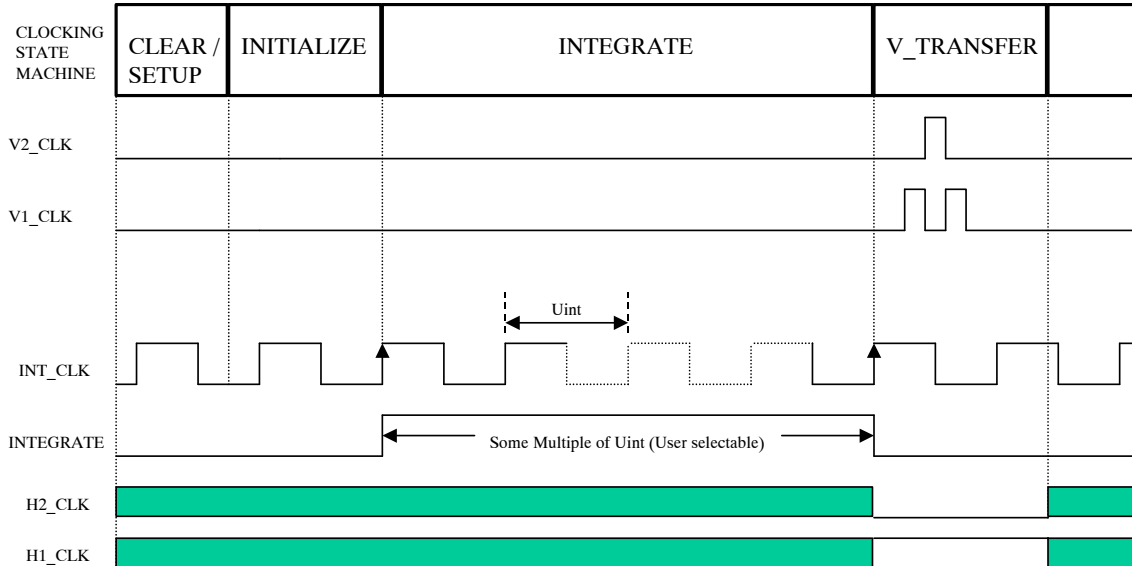 CLOCKING
STATE
MACHINE
CLEAR /
SETUP
INITIALIZE
INTEGRATE
V_TRANSFER
V2_CLK
V1_CLK
Uint
INT_CLK
INTEGRATE
Some Multiple of Uint (User selectable)
H2_CLK
H1_CLK